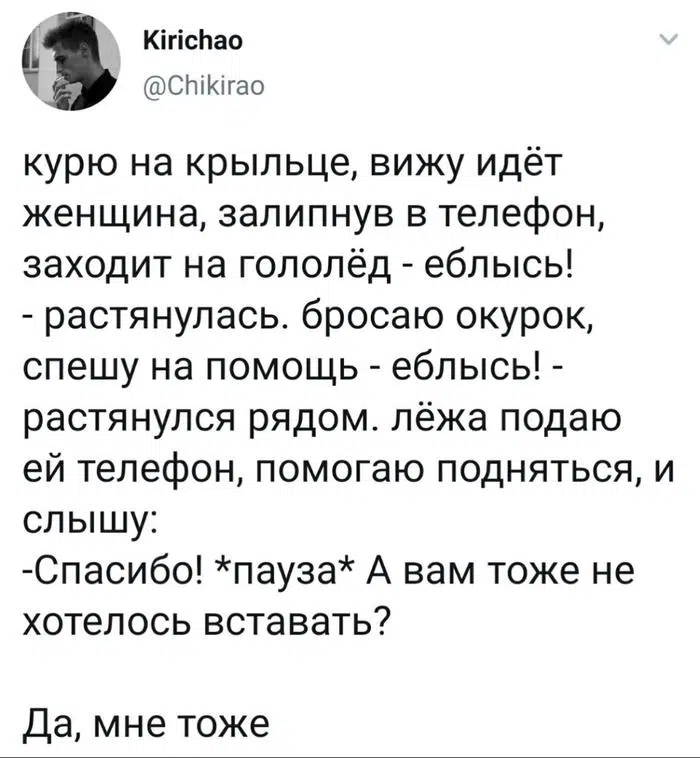 Kirichao
@Chikirao
курю на крыльце, вижу идёт
женщина, залипнув в телефон,
заходит на гололёд - еблысь!
- растянулась. бросаю окурок,
спешу на помощь - еблысь! -
растянулся рядом. лёжа подаю
ей телефон, помогаю подняться, и
слышу:
-Спасибо! *пауза* А вам тоже не
хотелось вставать?
Да, мне тоже